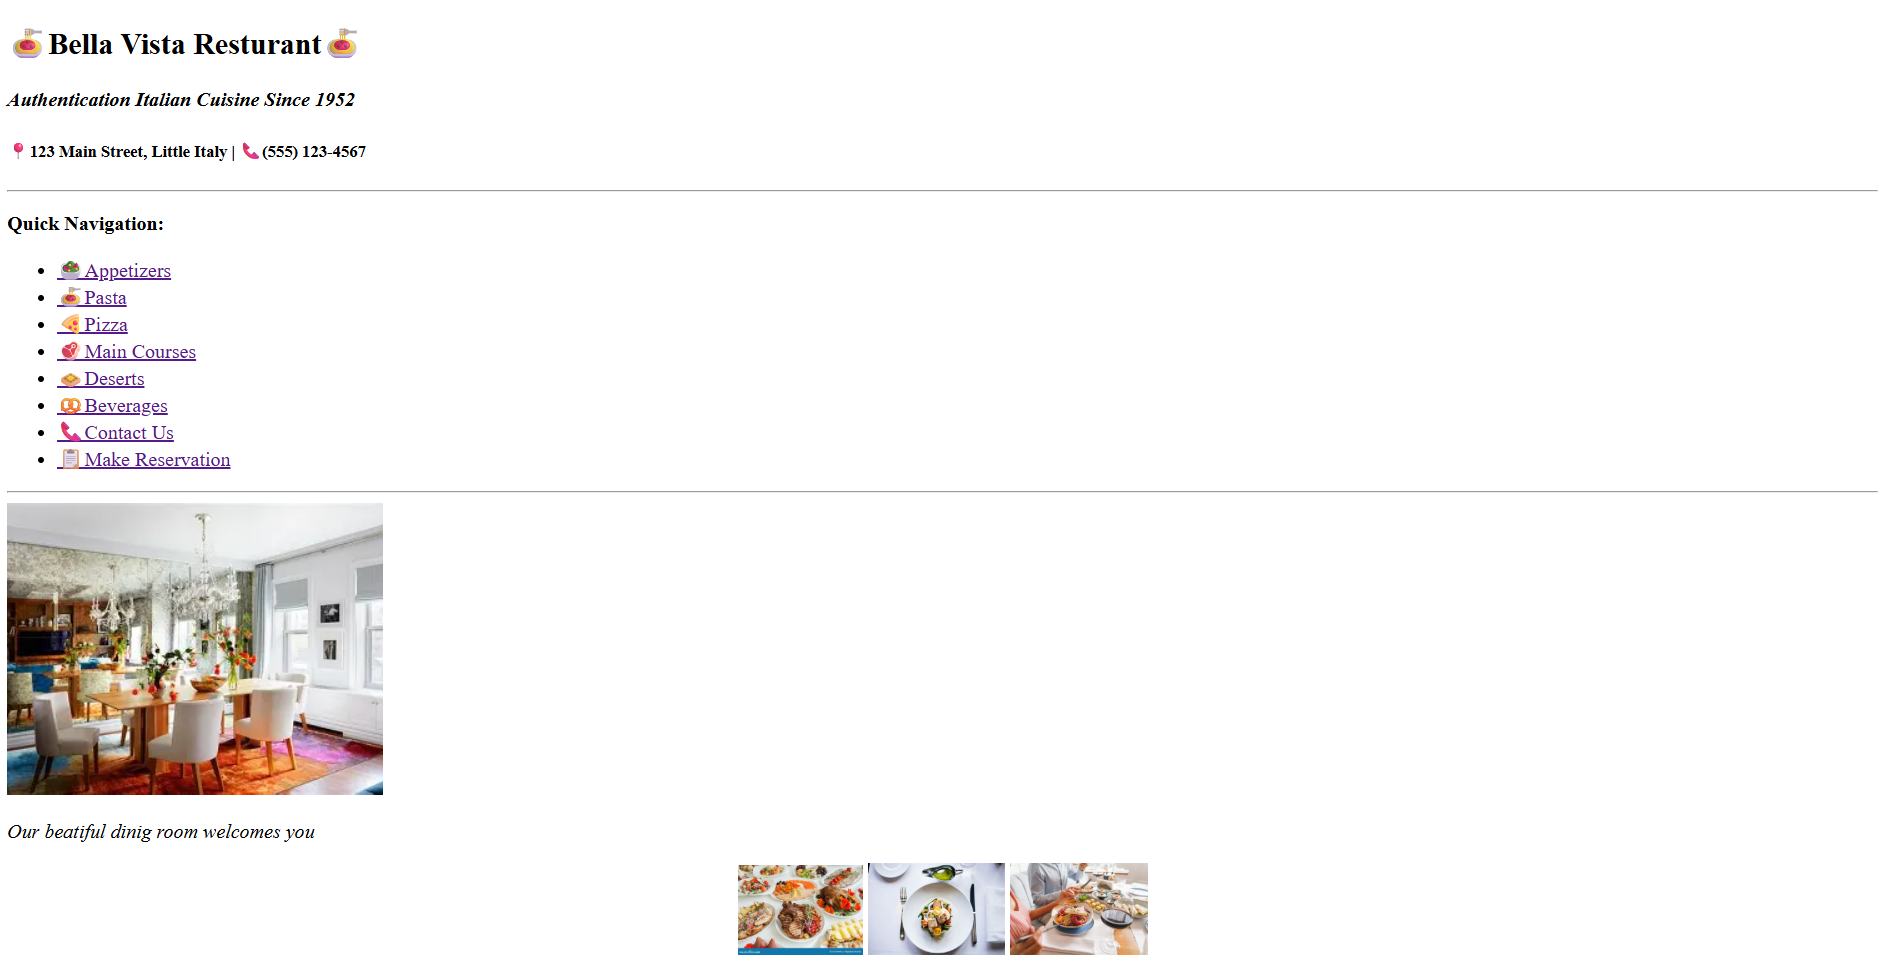 🍝Bella Vista Resturant🍝
Authentication Italian Cuisine Since 1952
📍123 Main Street, Little Italy | 📞(555) 123-4567
Quick Navigation:
• 🥗Appetizers
• 🍝Pasta
• 🍕Pizza
• 🥩Main Courses
• 🧇Deserts
• 🥨Beverages
• 📞Contact Us
• 📋Make Reservation
Our beatiful dinig room welcomes you